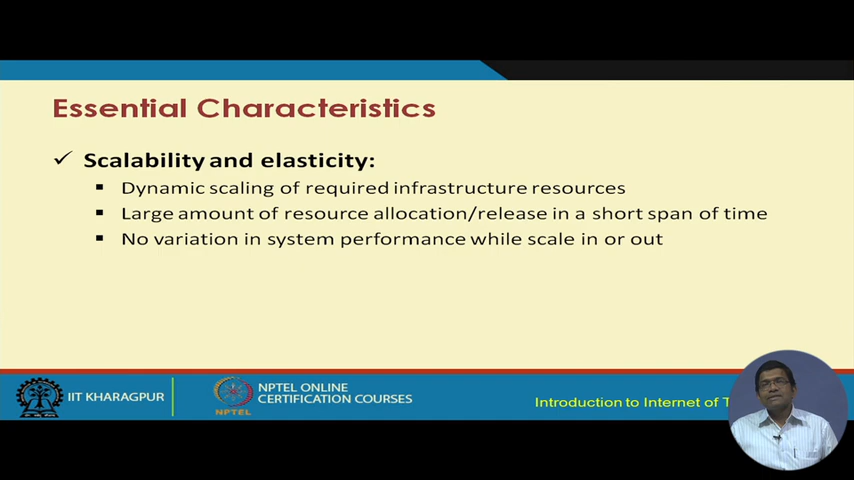 Essential Characteristics
✓ Scalability and elasticity:
▪ Dynamic scaling of required infrastructure resources
▪ Large amount of resource allocation/release in a short span of time
▪ No variation in system performance while scale in or out
IIT KHARAGPUR
NPTEL
NPTEL ONLINE
CERTIFICATION COURSES
Introduction to Internet of